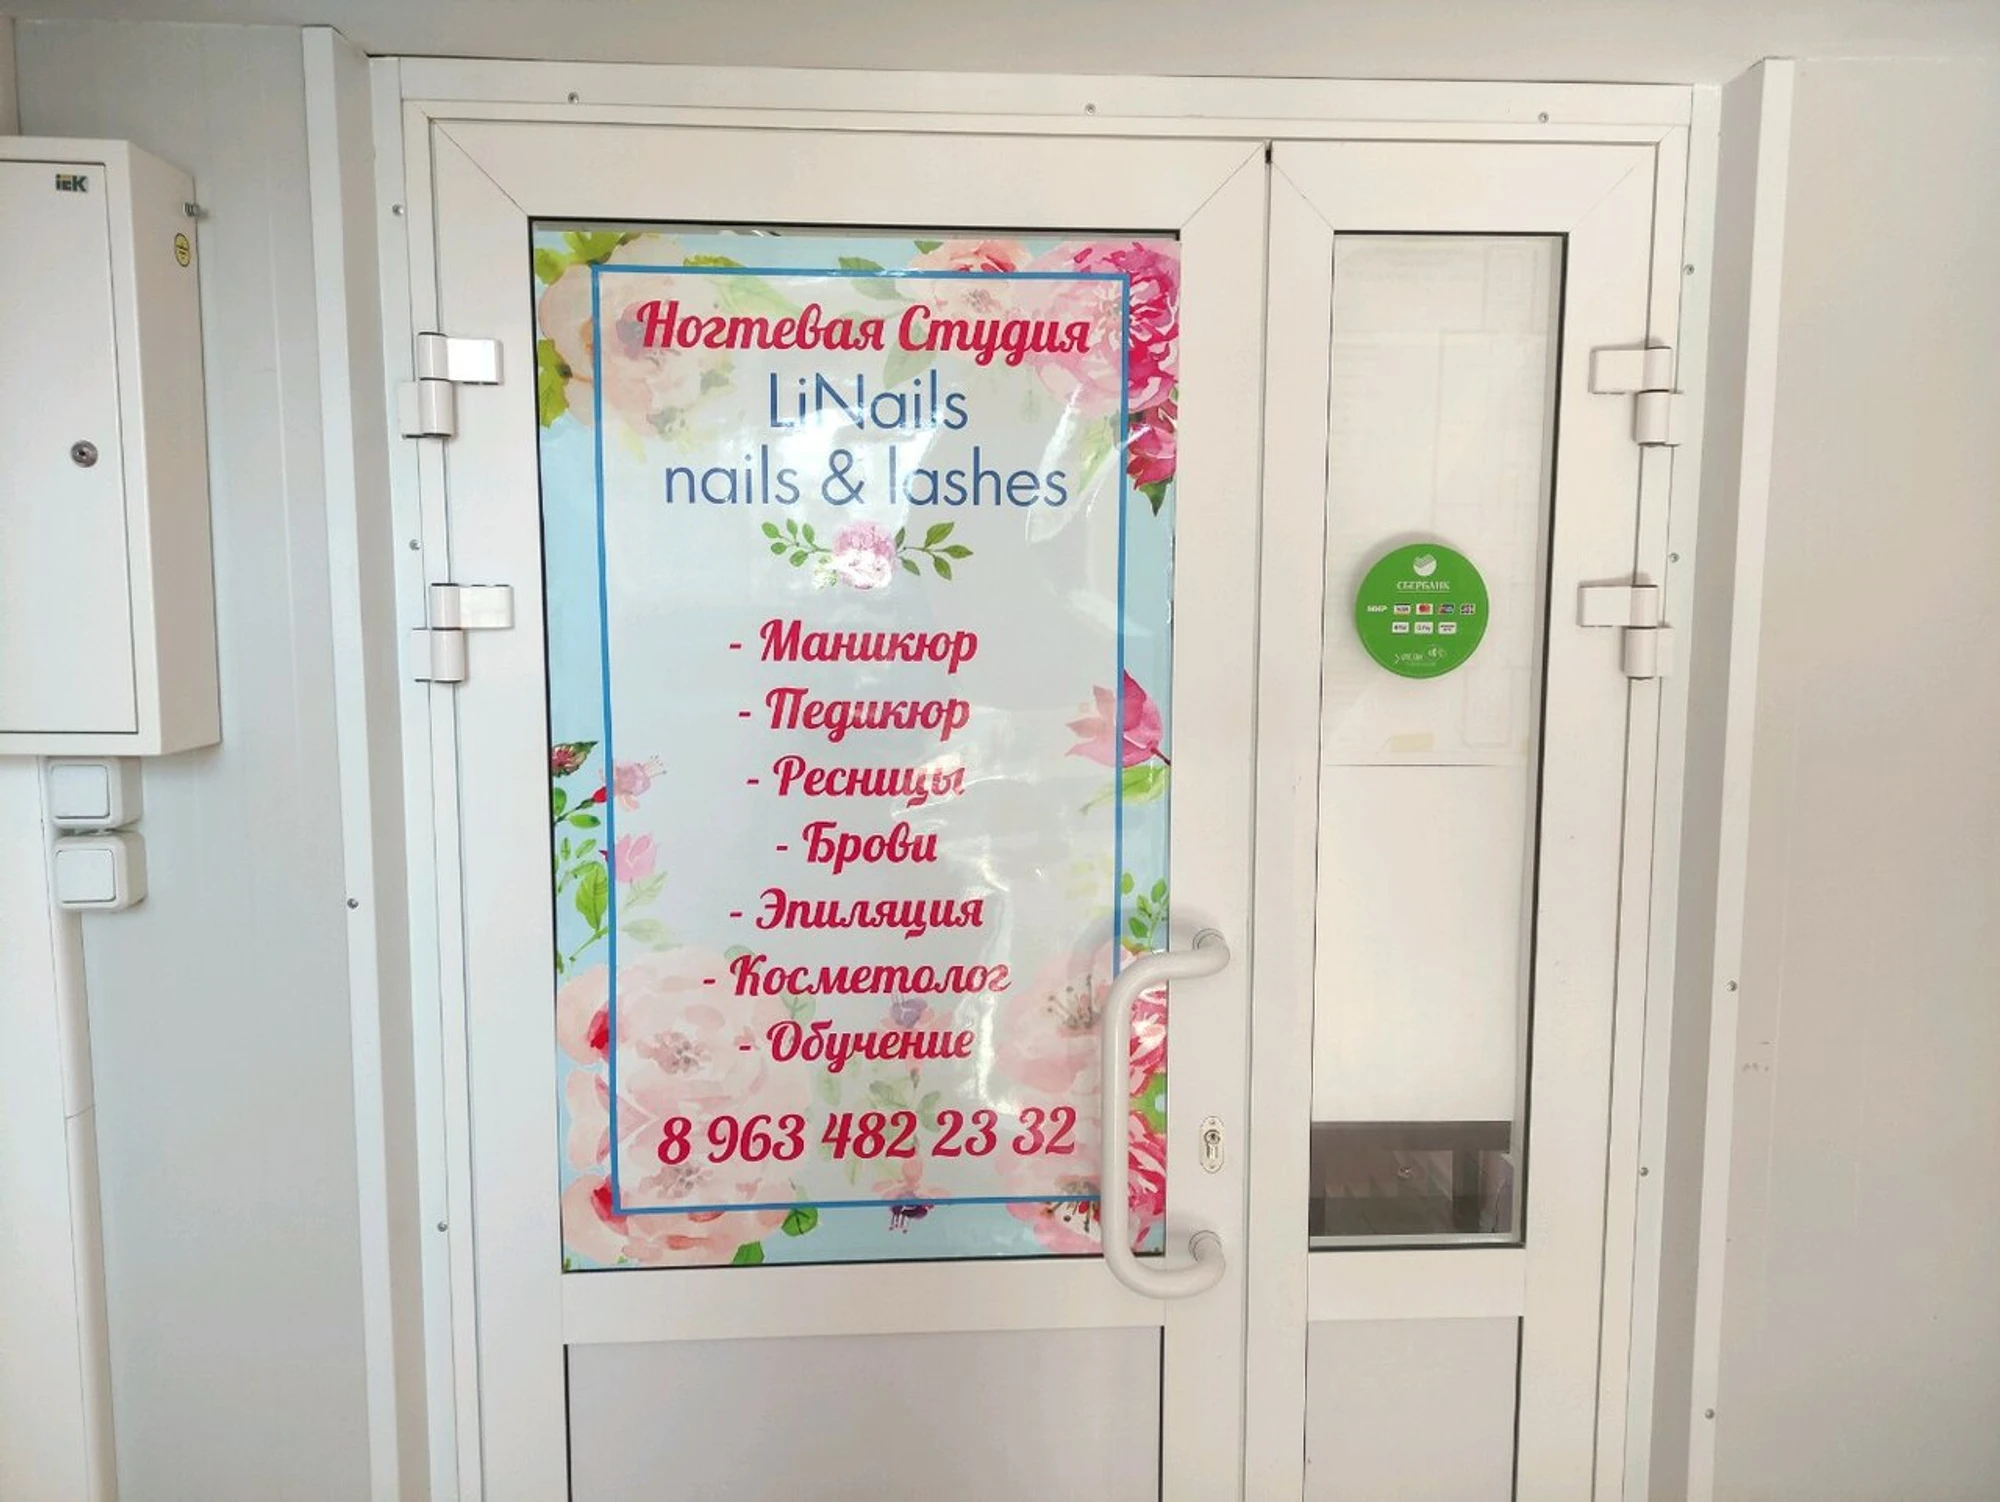 IEK
Ногтевая Студия
LiNails
nails & lashes
- Маникюр
- Педикюр
- Ресницы
- Брови
- Эпиляция
- Косметолог
- Обучение
8 963 482 23 32
СБЕРБАНК
МИР